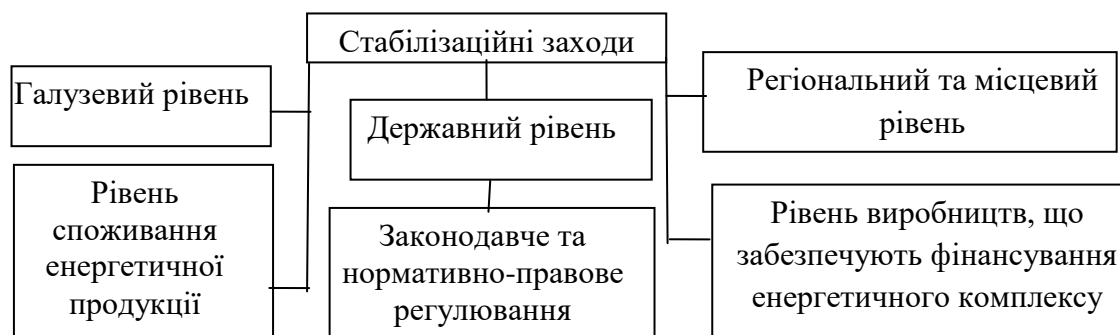 Стабілізаційні заходи
Галузевий рівень
Державний рівень
Регіональний та місцевий
рівень
Рівень
споживання
енергетичної
продукції
Законодавче та
нормативно-правове
регулювання
Рівень виробництв, що
забезпечують фінансування
енергетичного комплексу